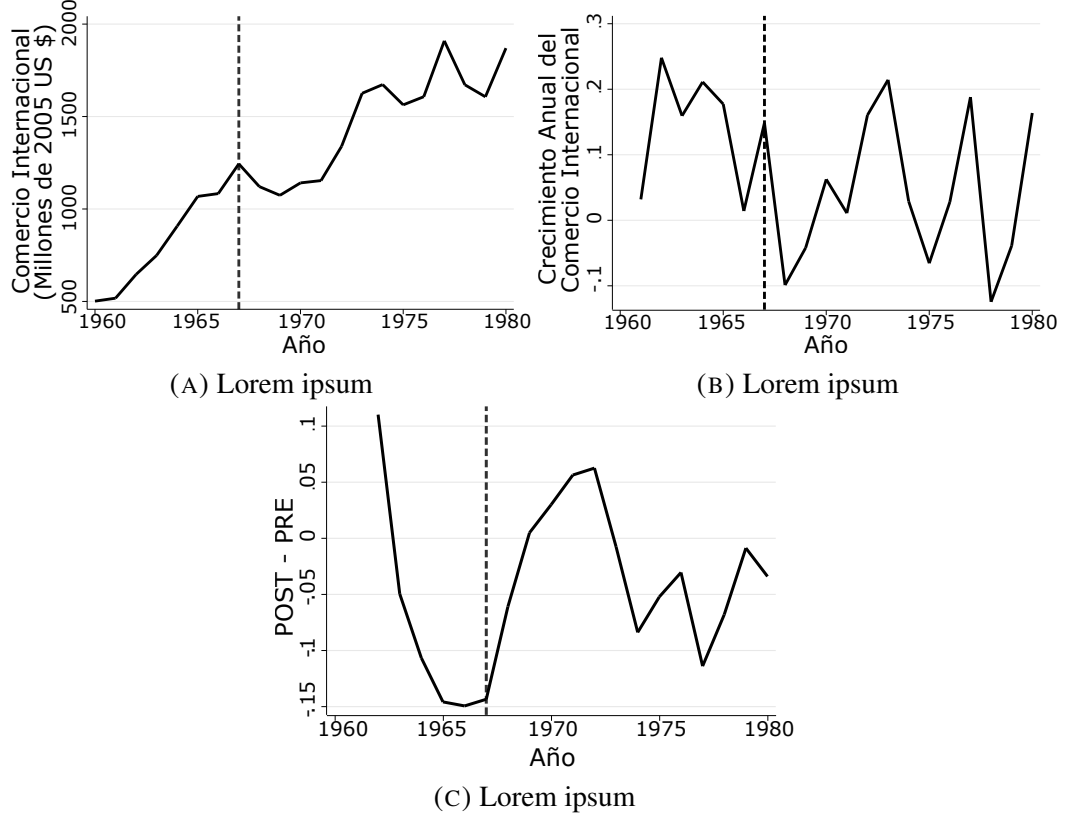 Comercio Internacional
(Millones de 2005 US $)
2000
1500
1000
500
1960 1965 1970 1975 1980
Año
(A) Lorem ipsum
Crecimiento Anual del
Comercio Internacional
.3
.2
.1
0
-.1
1960 1965 1970 1975 1980
Año
(B) Lorem ipsum
POST - PRE
.1
.05
0
-.05
-.1
-.15
1960 1965 1970 1975 1980
Año
(C) Lorem ipsum